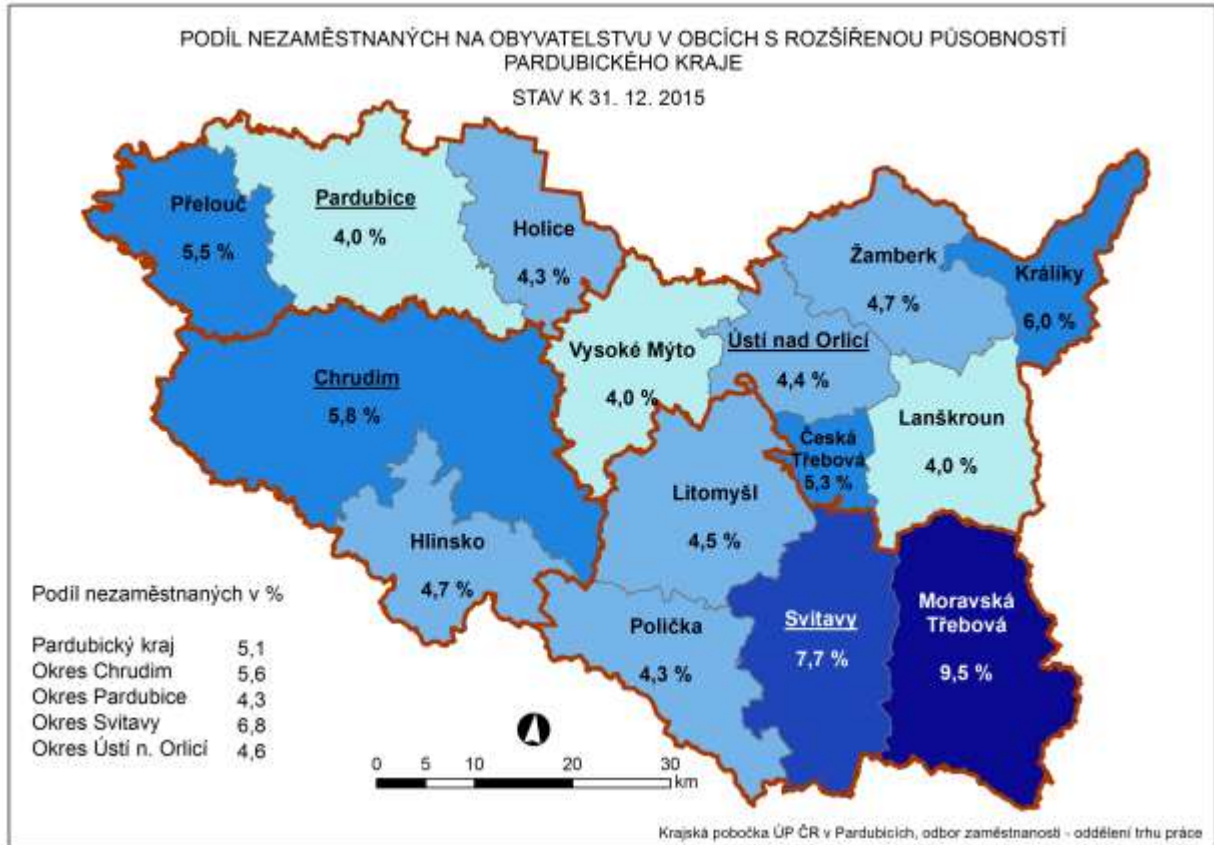 PODÍL NEZAMĚSTNANÝCH NA OBYVATELSTVU V OBCÍCH S ROZŠÍŘENOU PŮSOBNOSTÍ
PARDUBICKÉHO KRAJE
STAV K 31. 12. 2015
Přelouč
5,5 %
Pardubice
4,0 %
Holice
4,3 %
Žamberk
4,7 %
Králíky
6,0 %
Chrudim
5,8 %
Vysoké Mýto
4,0 %
Ústí nad Orlicí
4,4 %
Česká
Třebová
5,3 %
Lanškroun
4,0 %
Hlinsko
4,7 %
Litomyšl
4,5 %
Polička
4,3 %
Svitavy
7,7 %
Moravská
Třebová
9,5 %
Podíl nezaměstnaných v %
Pardubický kraj 5,1
Okres Chrudim 5,6
Okres Pardubice 4,3
Okres Svitavy 6,8
Okres Ústí n. Orlicí 4,6
0 5 10 20 30
km
Krajská pobočka ÚP ČR v Pardubicích, odbor zaměstnanosti - oddělení trhu práce